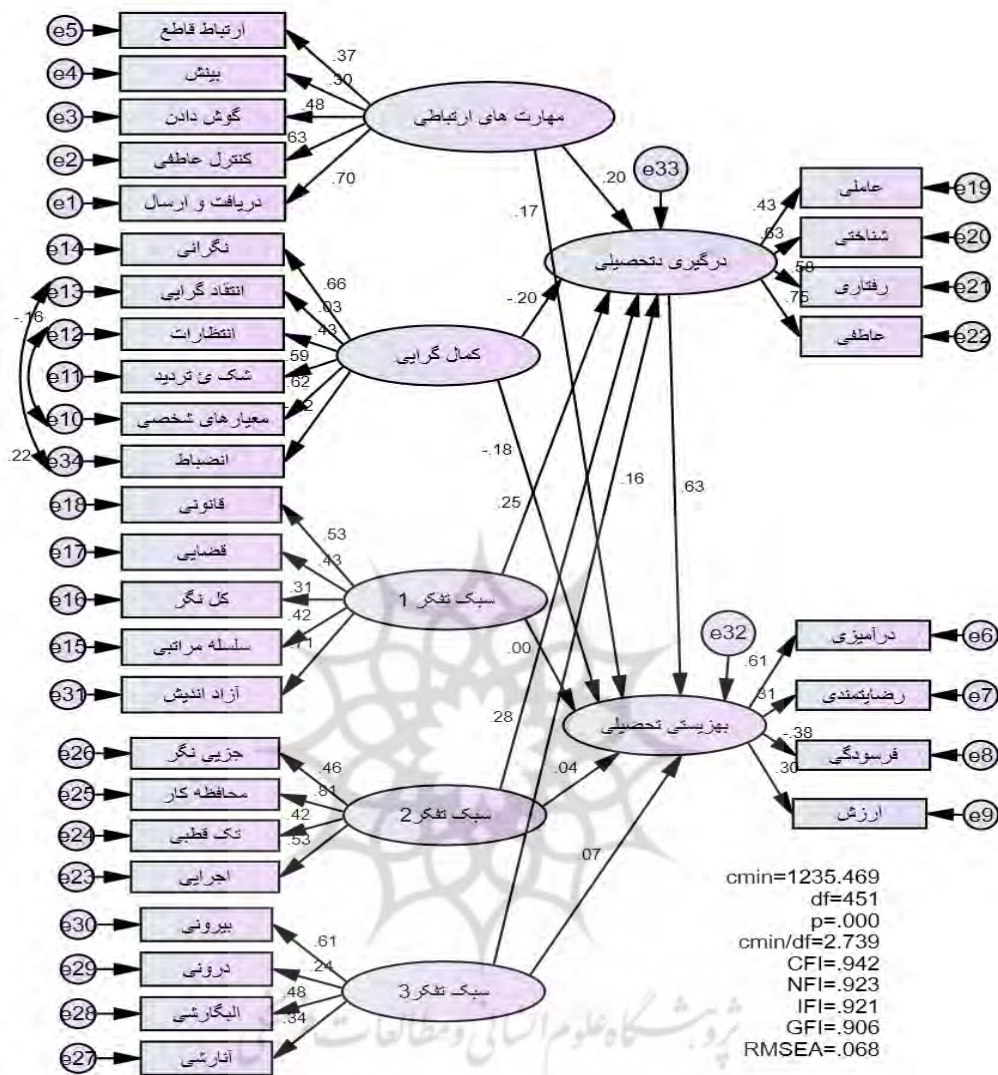 e5
ارتباط قاطع
e4
بینش
e3
گوش دادن
e2
کنترل عاطفی
e1
دریافت و ارسال
.37
.30
.48
.63
.70
مهارت های ارتباطی
e14
نگرانی
e13
انتقاد گرایی
e12
انتظارات
e11
شک ئ تردید
e10
معیارهای شخصی
e34
انضباط
-.16
.22
.66
.03
.43
.59
.62
کمال گرایی
e18
قانونی
e17
قضایی
e16
کل نگر
e15
سلسله مراتبی
e31
آزاد اندیش
.53
.43
.31
.42
.71
سبک تفکر 1
e26
جزیی نگر
e25
محافظه کار
e24
تک قطبی
e23
اجرایی
.46
.81
.42
.53
سبک تفکر2
e30
بیرونی
e29
درونی
e28
الیگارشی
e27
آنارشی
.61
.24
.48
.34
سبک تفکر3
.20
.17
-.20
-.18
.25
.00
.28
.04
.16
.07
.63
e33
درگیری دتحصیلی
.43
.63
.58
.75
عاملی
e19
شناختی
e20
رفتاری
e21
عاطفی
e22
e32
بهزیستی تحصیلی
.61
.31
-.38
.30
درآمیزی
e6
رضایتمندی
e7
فرسودگی
e8
ارزش
e9
cmin=1235.469
df=451
p=.000
cmin/df=2.739
CFI=.942
NFI=.923
IFI=.921
GFI=.906
RMSEA=.068
پژوهشگاه علوم انسانی و مطالعات